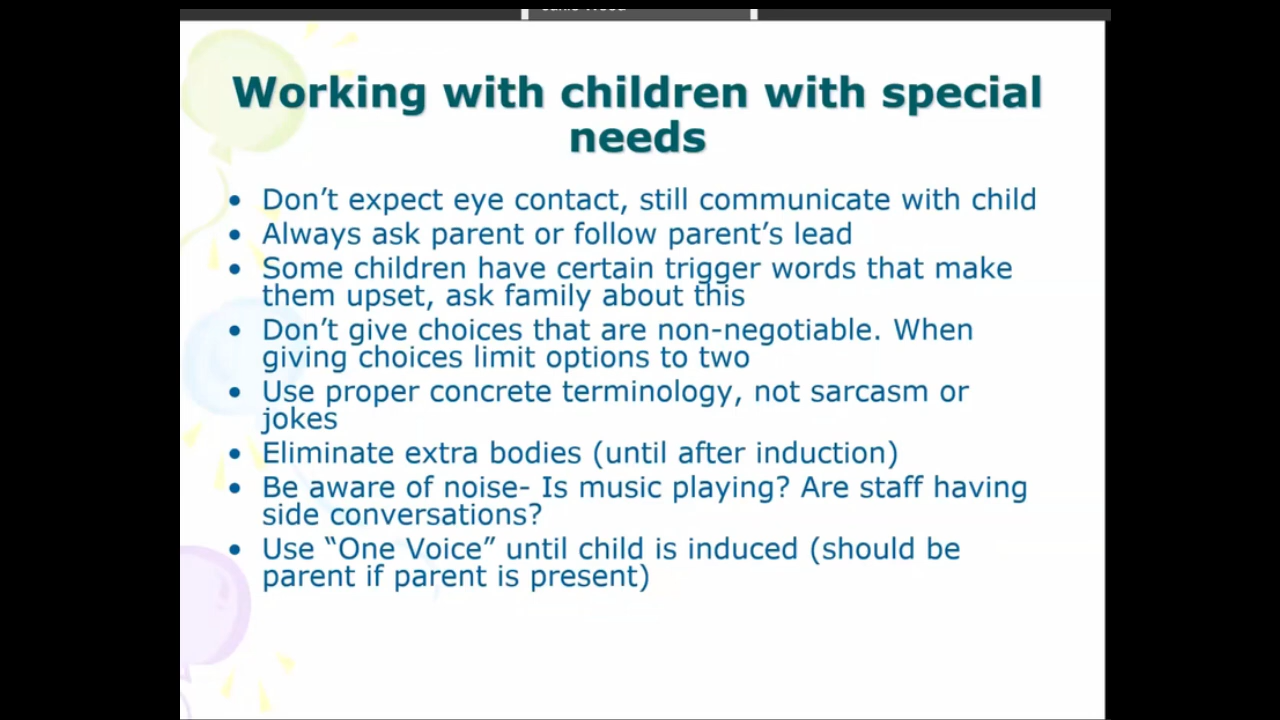 Working with children with special
needs
• Don’t expect eye contact, still communicate with child
• Always ask parent or follow parent’s lead
• Some children have certain trigger words that make
them upset, ask family about this
• Don’t give choices that are non-negotiable. When
giving choices limit options to two
• Use proper concrete terminology, not sarcasm or
jokes
• Eliminate extra bodies (until after induction)
• Be aware of noise- Is music playing? Are staff having
side conversations?
• Use “One Voice” until child is induced (should be
parent if parent is present)